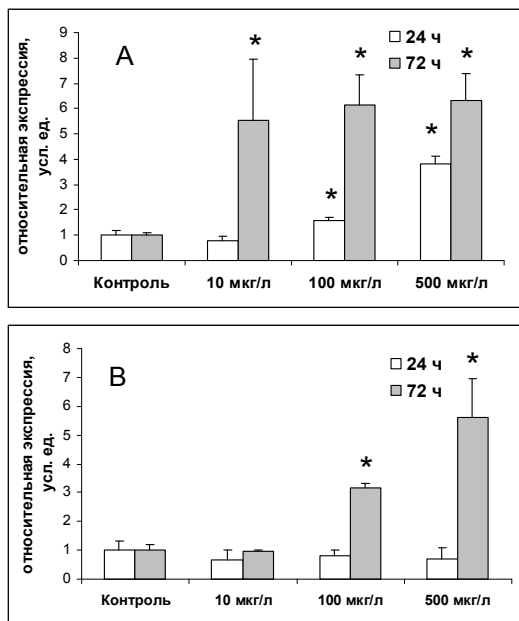 A
24 ч
72 ч
относительная экспрессия,
усл. ед.
9
8
7
6
5
4
3
2
1
0
* * * * *
Контроль 10 мкг/л 100 мкг/л 500 мкг/л
B
24 ч
72 ч
относительная экспрессия,
усл. ед.
8
7
6
5
4
3
2
1
0
* *
Контроль 10 мкг/л 100 мкг/л 500 мкг/л